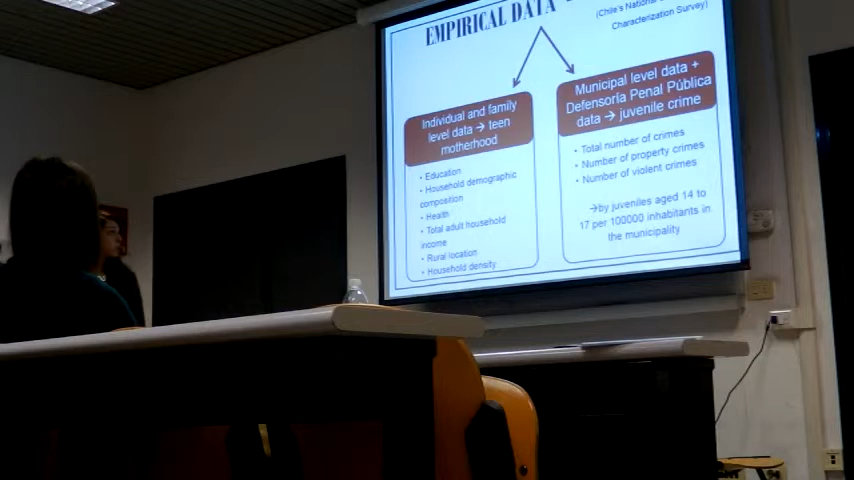 EMPIRICAL DATA
(Chile's National
Characterization Survey)
Individual and family
level data → teen
motherhood
• Education
• Household demographic
composition
• Health
• Total adult household
income
• Rural location
• Household density
Municipal level data +
Defensoría Penal Pública
data → juvenile crime
• Total number of crimes
• Number of property crimes
• Number of violent crimes
→by juveniles aged 14 to
17 per 100000 inhabitants in
the municipality